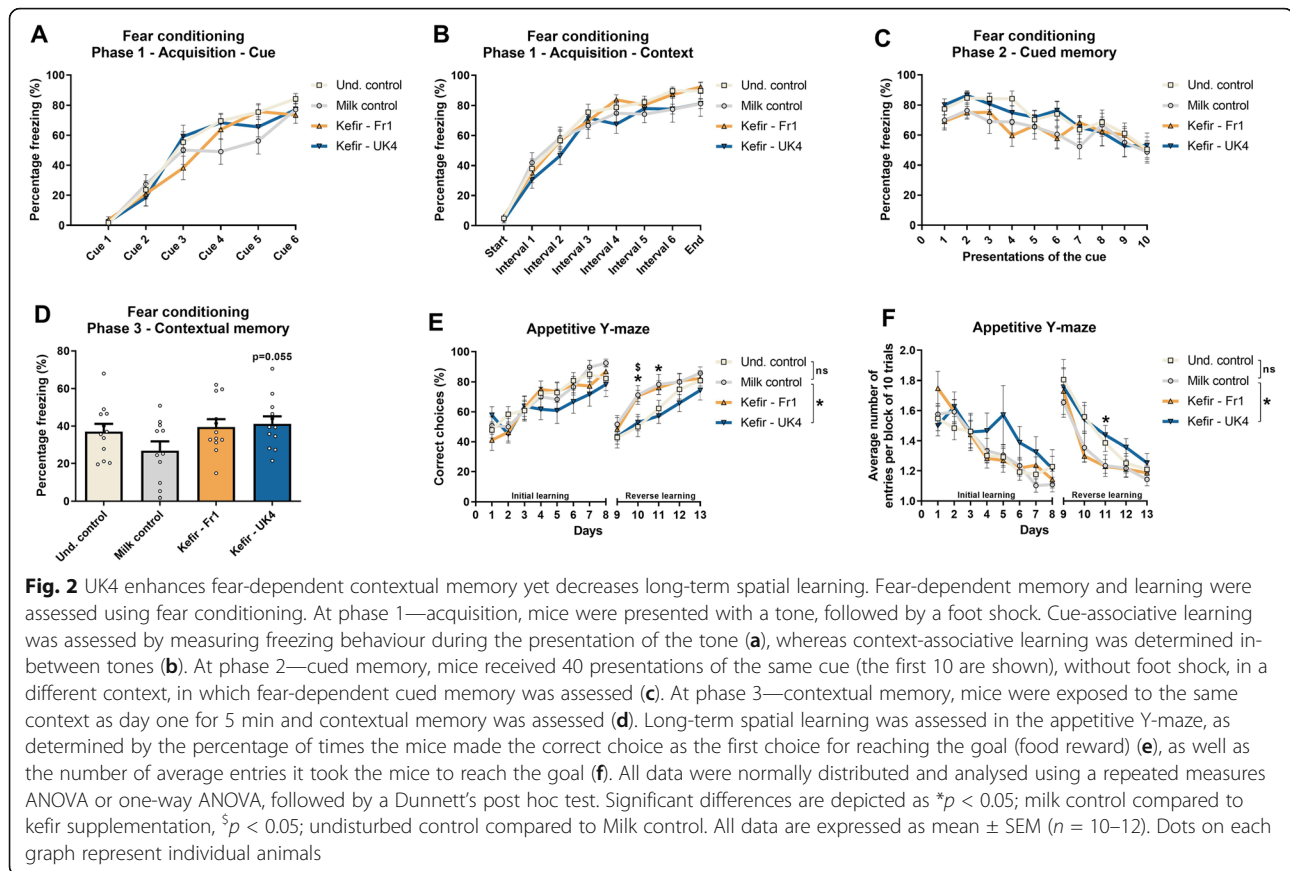 A
Fear conditioning
Phase 1 - Acquisition - Cue
Percentage freezing (%)
100
80
60
40
20
0
Cue 1
Cue 2
Cue 3
Cue 4
Cue 5
Cue 6
Und. control
Milk control
Kefir - Fr1
Kefir - UK4
B
Fear conditioning
Phase 1 - Acquisition - Context
Percentage freezing (%)
100
80
60
40
20
0
Start
Interval 1
Interval 2
Interval 3
Interval 4
Interval 5
Interval 6
End
Und. control
Milk control
Kefir - Fr1
Kefir - UK4
C
Fear conditioning
Phase 2 - Cued memory
Percentage freezing (%)
100
80
60
40
20
0
0 1 2 3 4 5 6 7 8 9 10
Presentations of the cue
Und. control
Milk control
Kefir - Fr1
Kefir - UK4
D
Fear conditioning
Phase 3 - Contextual memory
Percentage freezing (%)
80
60
40
20
0
p=0.055
Und. control
Milk control
Kefir - Fr1
Kefir - UK4
E
Appetitive Y-maze
Correct choices (%)
100
80
60
40
20
0
$
*
*
Initial learning
Reverse learning
0 1 2 3 4 5 6 7 8 9 10 11 12 13
Days
Und. control
Milk control
Kefir - Fr1
Kefir - UK4
ns
*
F
Appetitive Y-maze
Average number of
entries per block of 10 trials
2.0
1.8
1.6
1.4
1.2
1.0
*
Initial learning
Reverse learning
0 1 2 3 4 5 6 7 8 9 10 11 12 13
Days
Und. control
Milk control
Kefir - Fr1
Kefir - UK4
ns
*
Fig. 2 UK4 enhances fear-dependent contextual memory yet decreases long-term spatial learning. Fear-dependent memory and learning were
assessed using fear conditioning. At phase 1—acquisition, mice were presented with a tone, followed by a foot shock. Cue-associative learning
was assessed by measuring freezing behaviour during the presentation of the tone (a), whereas context-associative learning was determined in-
between tones (b). At phase 2—cued memory, mice received 40 presentations of the same cue (the first 10 are shown), without foot shock, in a
different context, in which fear-dependent cued memory was assessed (c). At phase 3—contextual memory, mice were exposed to the same
context as day one for 5 min and contextual memory was assessed (d). Long-term spatial learning was assessed in the appetitive Y-maze, as
determined by the percentage of times the mice made the correct choice as the first choice for reaching the goal (food reward) (e), as well as
the number of average entries it took the mice to reach the goal (f). All data were normally distributed and analysed using a repeated measures
ANOVA or one-way ANOVA, followed by a Dunnett's post hoc test. Significant differences are depicted as *p < 0.05; milk control compared to
kefir supplementation, $p < 0.05; undisturbed control compared to Milk control. All data are expressed as mean ± SEM (n = 10–12). Dots on each
graph represent individual animals